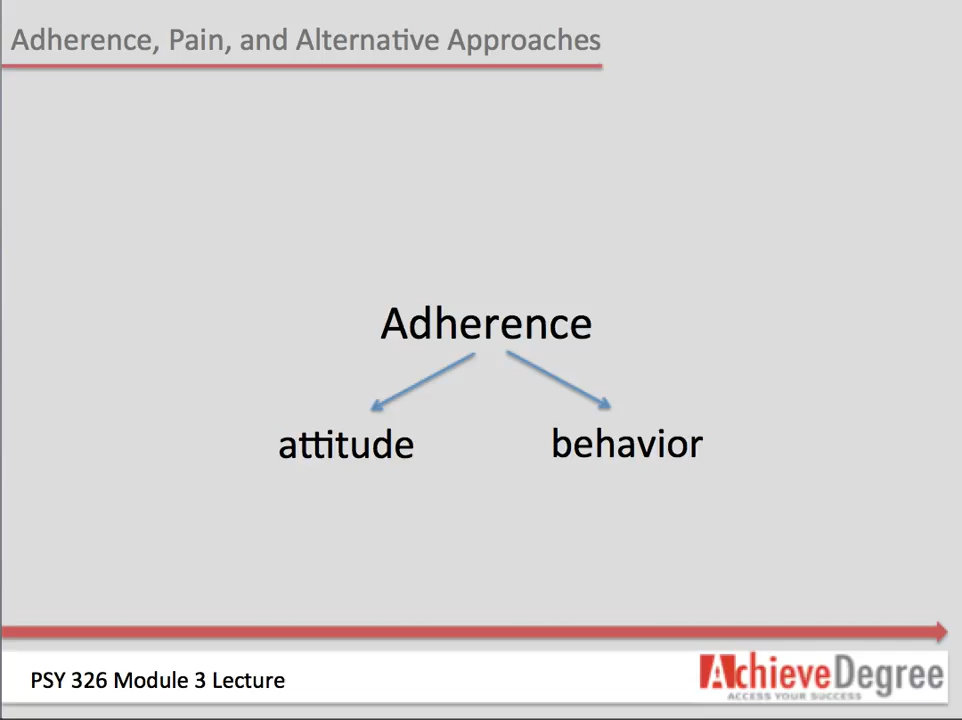 Adherence, Pain, and Alternative Approaches
Adherence
attitude behavior
PSY 326 Module 3 Lecture
AchieveDegree
ACCESS YOUR SUCCESS